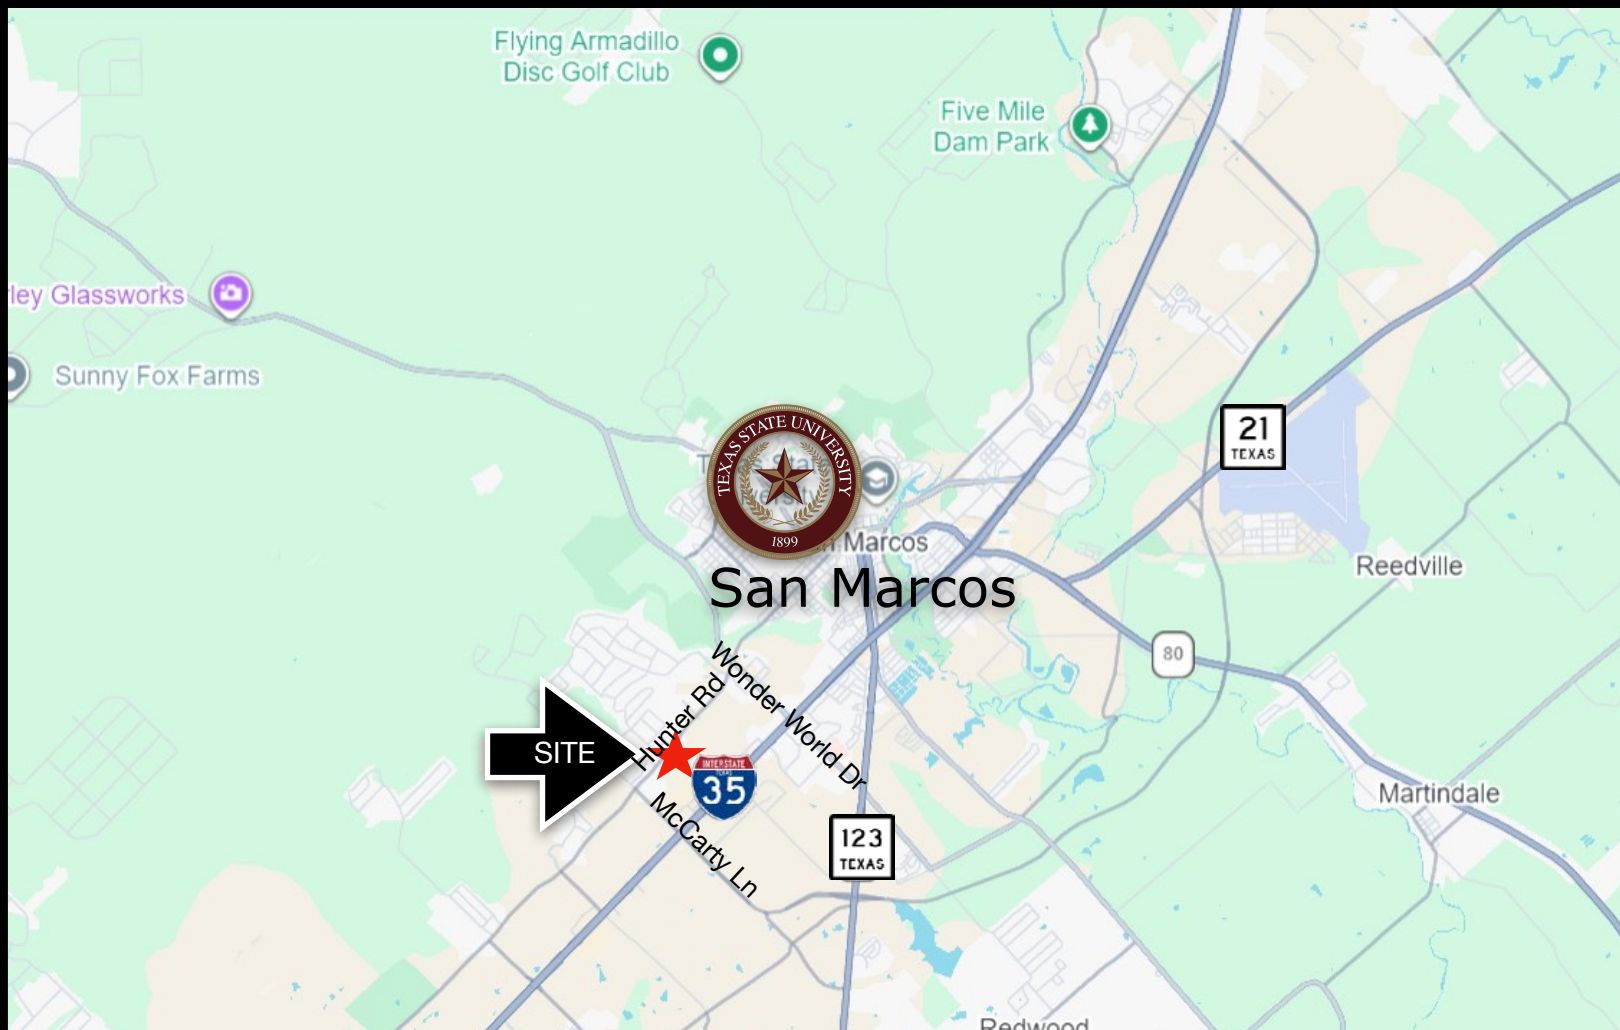 Flying Armadillo
Disc Golf Club
Five Mile
Dam Park
rley Glassworks
Sunny Fox Farms
21
TEXAS
TEXAS STATE UNIVERSITY
1899
Marcos
San Marcos
Reedville
80
Wonder World Dr
Hunter Rd
SITE
INTERSTATE
TEXAS
35
McCarty Ln
123
TEXAS
Martindale
Redwood